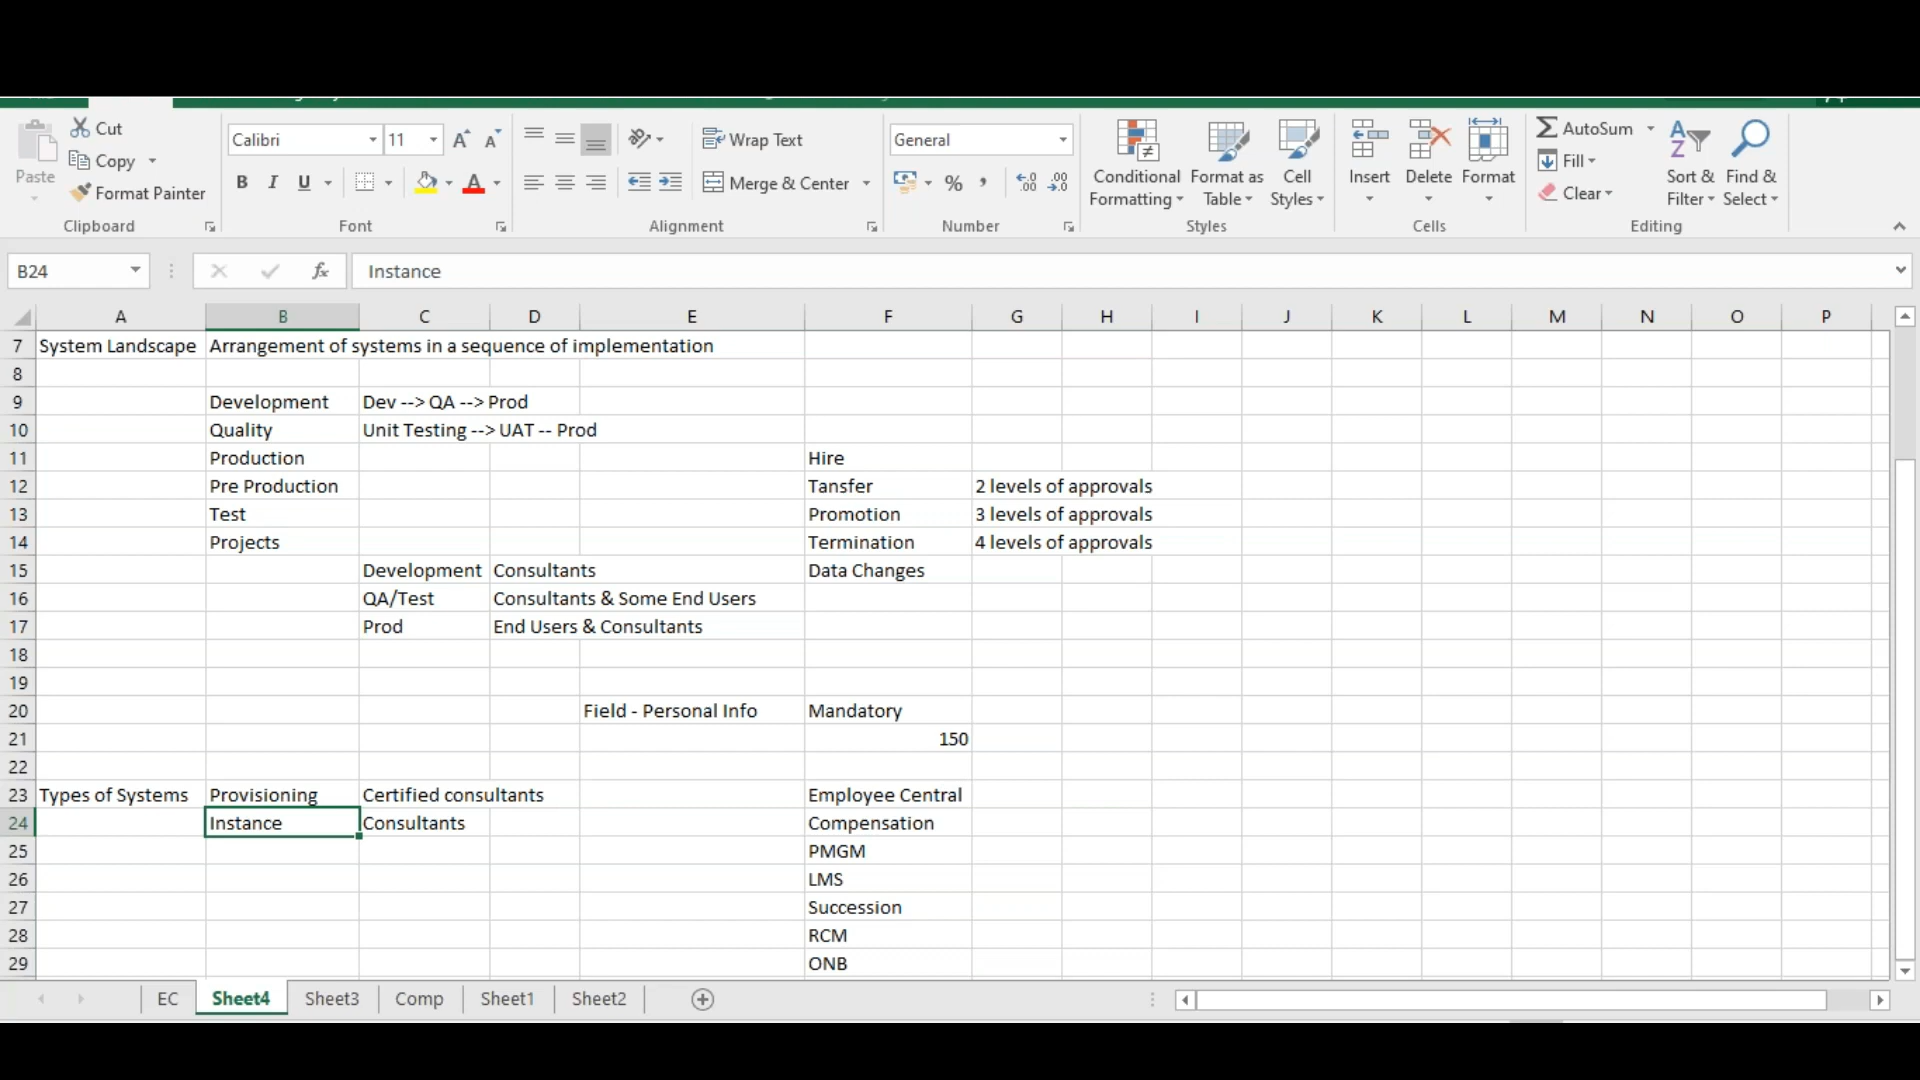 Cut
Copy
Format Painter
Paste
Clipboard
Calibri
11
B I U
Font
Wrap Text
Merge & Center
Alignment
General
%
Number
Conditional Formatting
Format as Table
Cell Styles
Styles
Insert
Delete
Format
Cells
AutoSum
Fill
Clear
Sort & Filter
Find & Select
Editing
B24
fx
Instance
A B C D E F G H I J K L M N O P
7 System Landscape Arrangement of systems in a sequence of implementation
8
9 Development Dev --> QA --> Prod
10 Quality Unit Testing --> UAT -- Prod
11 Production Hire
12 Pre Production Tansfer 2 levels of approvals
13 Test Promotion 3 levels of approvals
14 Projects Termination 4 levels of approvals
15 Development Consultants Data Changes
16 QA/Test Consultants & Some End Users
17 Prod End Users & Consultants
18
19
20 Field - Personal Info Mandatory
21 150
22
23 Types of Systems Provisioning Certified consultants Employee Central
24 Instance Consultants Compensation
25 PMGM
26 LMS
27 Succession
28 RCM
29 ONB
EC Sheet4 Sheet3 Comp Sheet1 Sheet2